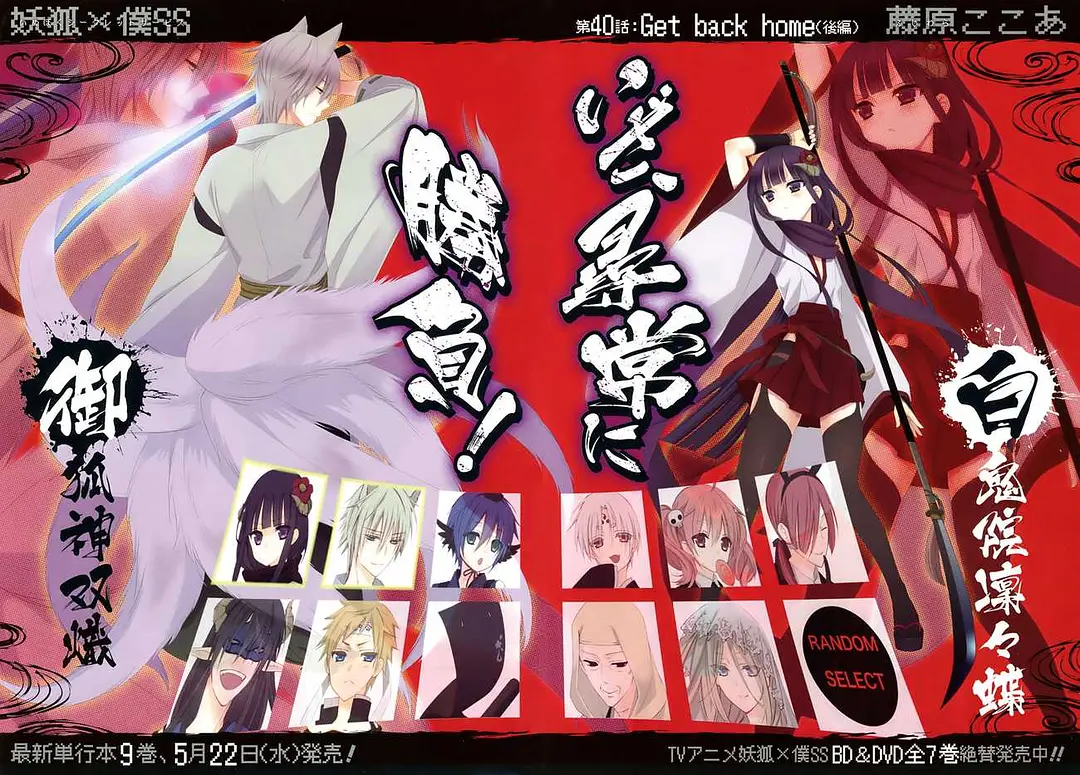 妖狐×僕SS
第40話:Get back home(後編)
藤原ここあ
いざ、尋常に
勝負!
白鬼院凜々蝶
御狐神双熾
RANDOM
SELECT
最新単行本9巻、5月22日(水)発売!
TVアニメ妖狐×僕SS BD&DVD全7巻絶賛発売中!!